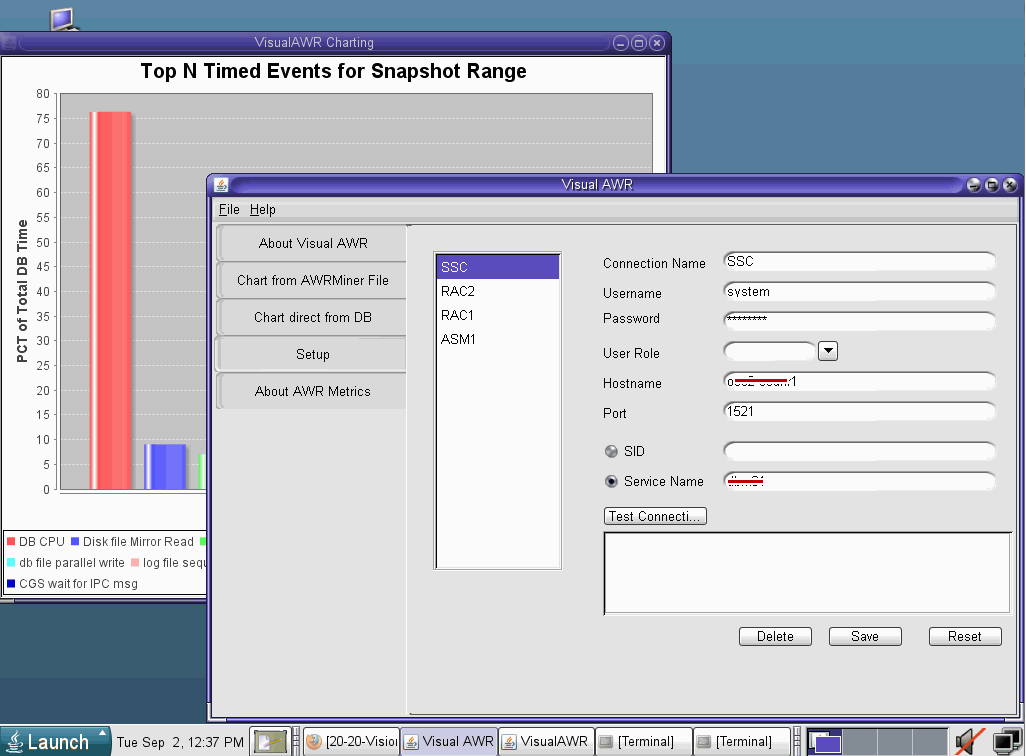 VisualAWR Charting
Top N Timed Events for Snapshot Range
PCT of Total DB Time
80
75
70
65
60
55
50
45
40
35
30
25
20
15
10
5
0
DB CPU Disk file Mirror Read
db file parallel write log file sequ
CGS wait for IPC msg
Visual AWR
File Help
About Visual AWR
Chart from AWRMiner File
Chart direct from DB
Setup
About AWR Metrics
SSC
RAC2
RAC1
ASM1
Connection Name SSC
Username system
Password ********
User Role
Hostname
Port 1521
SID
Service Name
Test Connecti...
Delete Save Reset
Launch Tue Sep 2, 12:37 PM [20-20-Vision Visual AWR VisualAWR [Terminal] [Terminal]